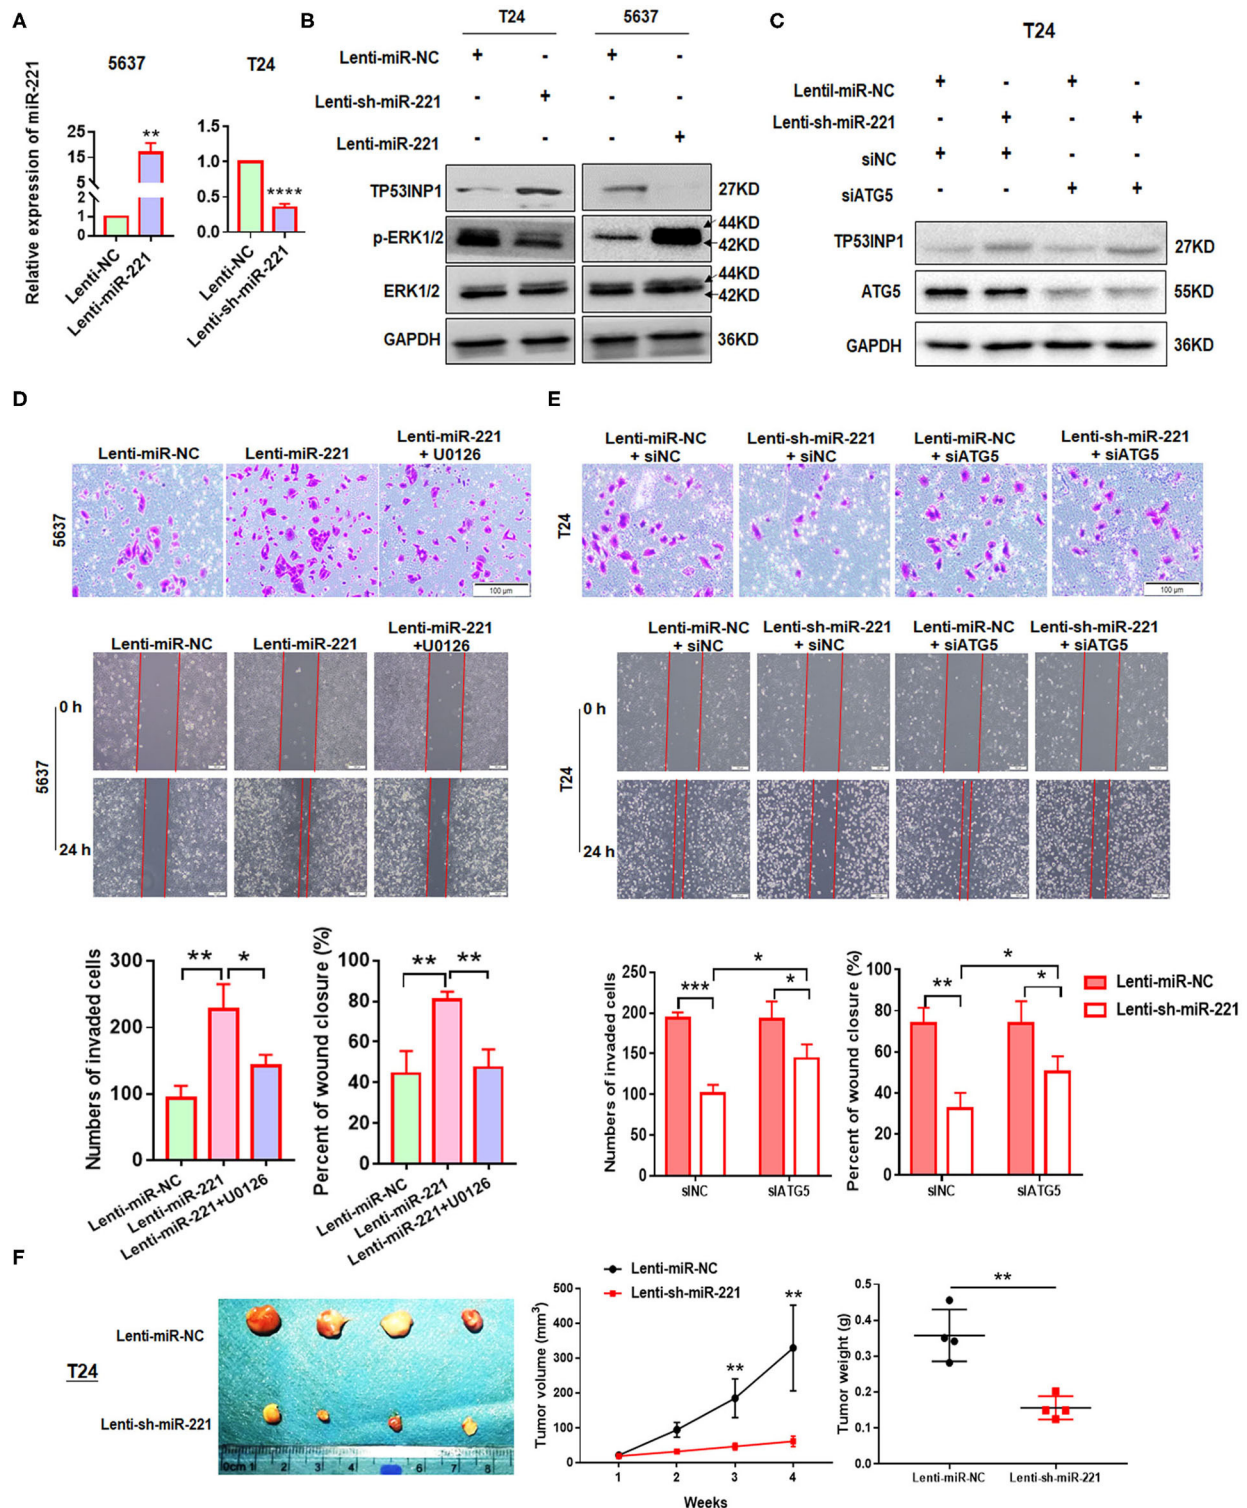 A
5637
T24
Relative expression of miR-221
25
15
5
2
1
0
**
1.5
1.0
0.5
0.0
****
Lenti-NC
Lenti-miR-221
Lenti-NC
Lenti-sh-miR-221
B
T24
5637
Lenti-miR-NC + - + -
Lenti-sh-miR-221 - + - -
Lenti-miR-221 - - - +
TP53INP1 27KD
p-ERK1/2 44KD
42KD
ERK1/2 44KD
42KD
GAPDH 36KD
C
T24
Lentil-miR-NC + - + -
Lenti-sh-miR-221 - + - +
siNC + + - -
siATG5 - - + +
TP53INP1 27KD
ATG5 55KD
GAPDH 36KD
D
Lenti-miR-NC
Lenti-miR-221
Lenti-miR-221
+ U0126
5637
100 μm
Lenti-miR-NC
Lenti-miR-221
Lenti-miR-221
+U0126
0 h
5637
24 h
Numbers of invaded cells
300
200
100
0
** *
Lenti-miR-NC
Lenti-miR-221
Lenti-miR-221+U0126
Percent of wound closure (%)
100
80
60
40
20
0
** **
Lenti-miR-NC
Lenti-miR-221
Lenti-miR-221+U0126
E
Lenti-miR-NC
+ siNC
Lenti-sh-miR-221
+ siNC
Lenti-miR-NC
+ siATG5
Lenti-sh-miR-221
+ siATG5
T24
100 μm
Lenti-miR-NC
+ siNC
Lenti-sh-miR-221
+ siNC
Lenti-miR-NC
+ siATG5
Lenti-sh-miR-221
+ siATG5
0 h
T24
24 h
Numbers of invaded cells
200
150
100
50
0
*** * *
siNC
siATG5
Percent of wound closure (%)
100
80
60
40
20
0
** * *
siNC
siATG5
Lenti-miR-NC
Lenti-sh-miR-221
F
T24
Lenti-miR-NC
Lenti-sh-miR-221
0cm 1 2 3 4 5 6 7 8
Lenti-miR-NC
Lenti-sh-miR-221
Tumor volume (mm³)
500
400
300
200
100
0
** **
1 2 3 4
Weeks
Tumor weight (g)
0.5
0.4
0.3
0.2
0.1
0.0
**
Lenti-miR-NC
Lenti-sh-miR-221